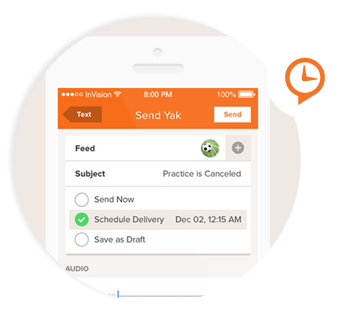 InVision 8:00 PM 100%
Text Send Yak Send
Feed
Subject Practice is Canceled
Send Now
Schedule Delivery Dec 02, 12:15 AM
Save as Draft
AUDIO